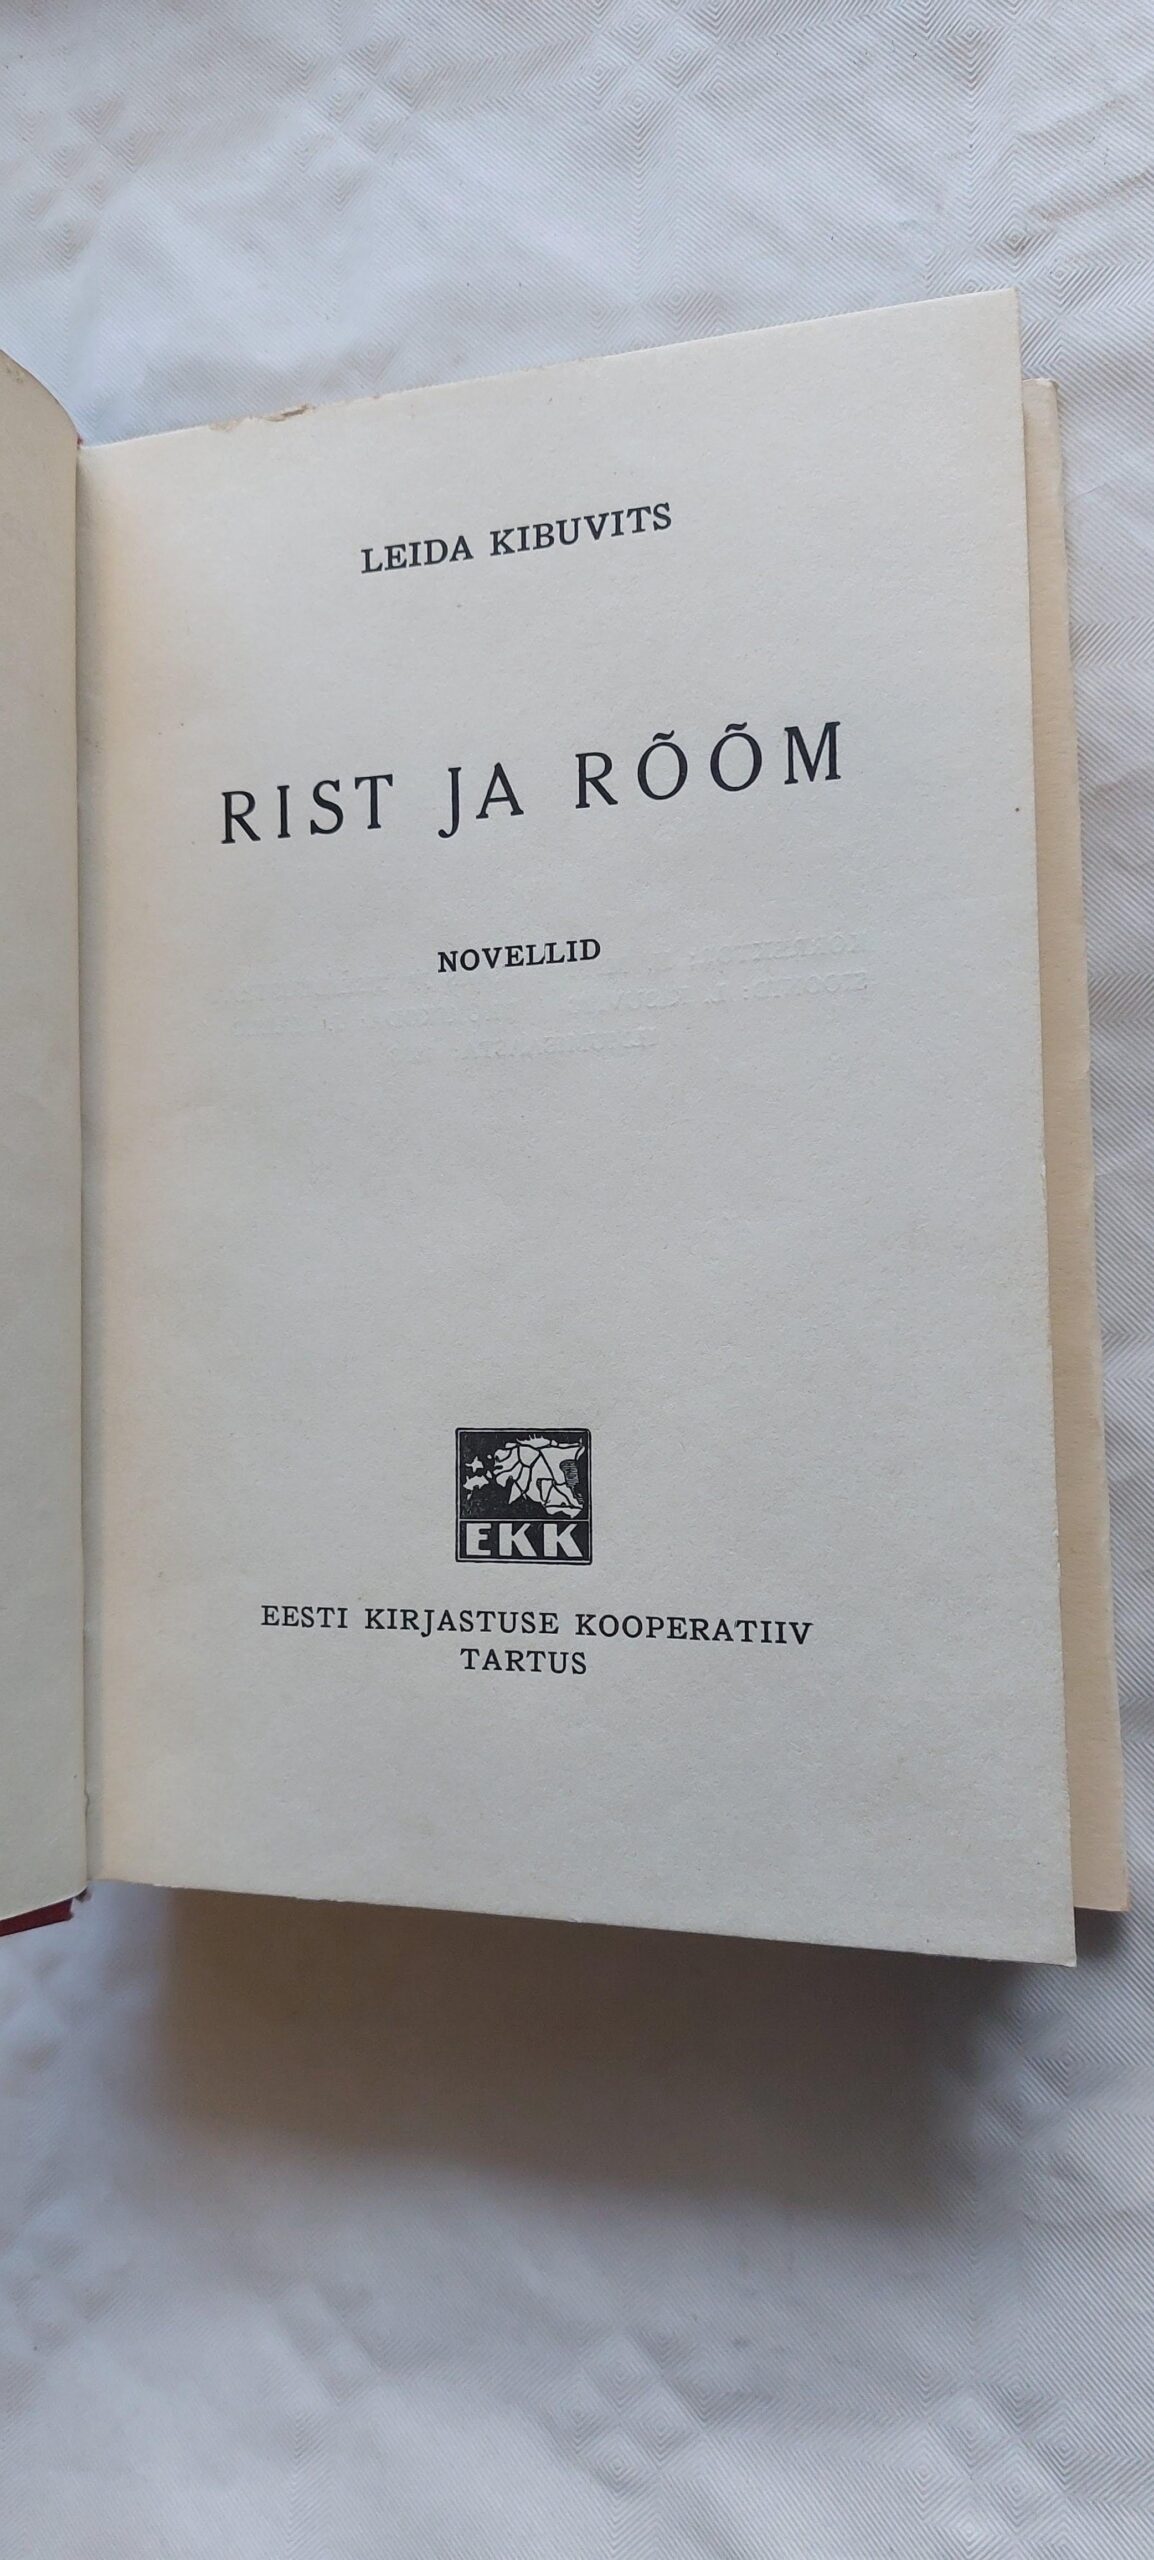 LEIDA KIBUVITS
RIST JA RÕÕM
NOVELLID
EKK
EESTI KIRJASTUSE KOOPERATIIV
TARTUS